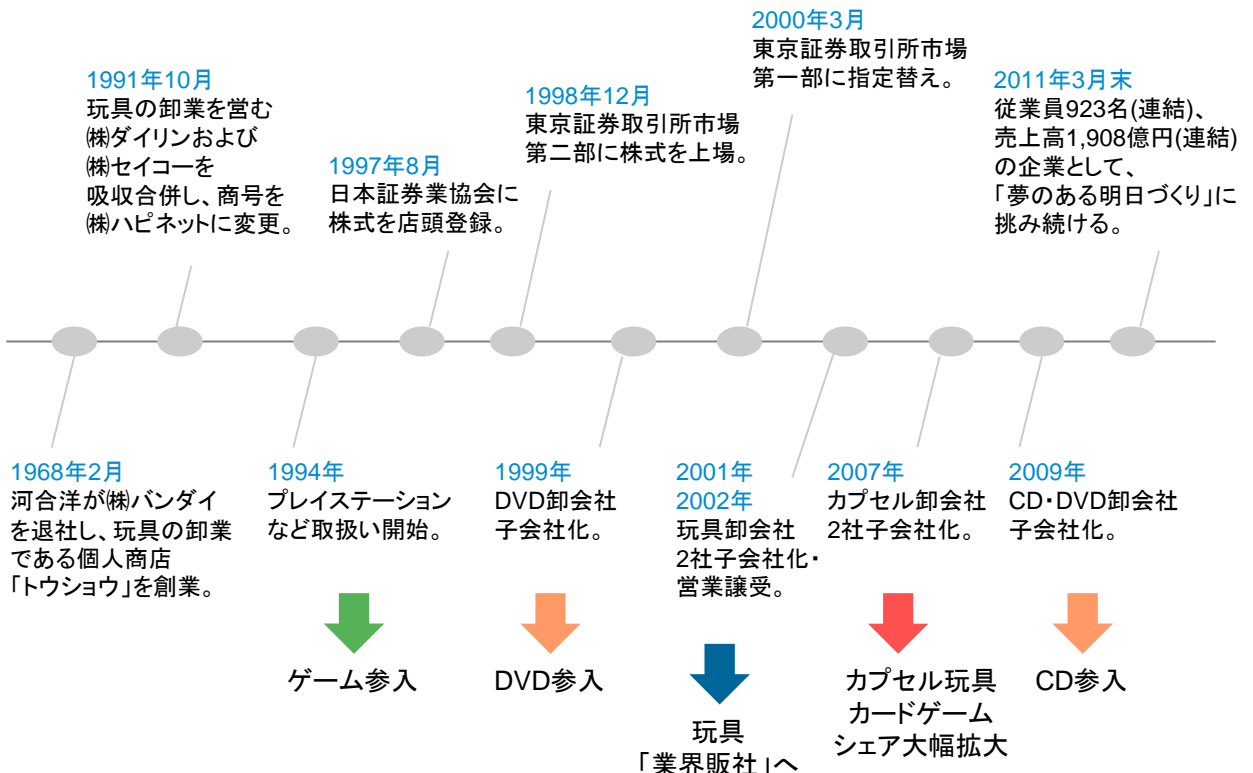 1991年10月
玩具の卸業を営む
㈱ダイリンおよび
㈱セイコーを
吸収合併し、商号を
㈱ハピネットに変更。
1997年8月
日本証券業協会に
株式を店頭登録。
1998年12月
東京証券取引所市場
第二部に株式を上場。
2000年3月
東京証券取引所市場
第一部に指定替え。
2011年3月末
従業員923名(連結)、
売上高1,908億円(連結)
の企業として、
「夢のある明日づくり」に
挑み続ける。
1968年2月
河合洋が㈱バンダイ
を退社し、玩具の卸業
である個人商店
「トウショウ」を創業。
1994年
プレイステーション
など取扱い開始。
ゲーム参入
1999年
DVD卸会社
子会社化。
DVD参入
2001年
2002年
玩具卸会社
2社子会社化・
営業譲受。
玩具
「業界販社」へ
2007年
カプセル卸会社
2社子会社化。
カプセル玩具
カードゲーム
シェア大幅拡大
2009年
CD・DVD卸会社
子会社化。
CD参入